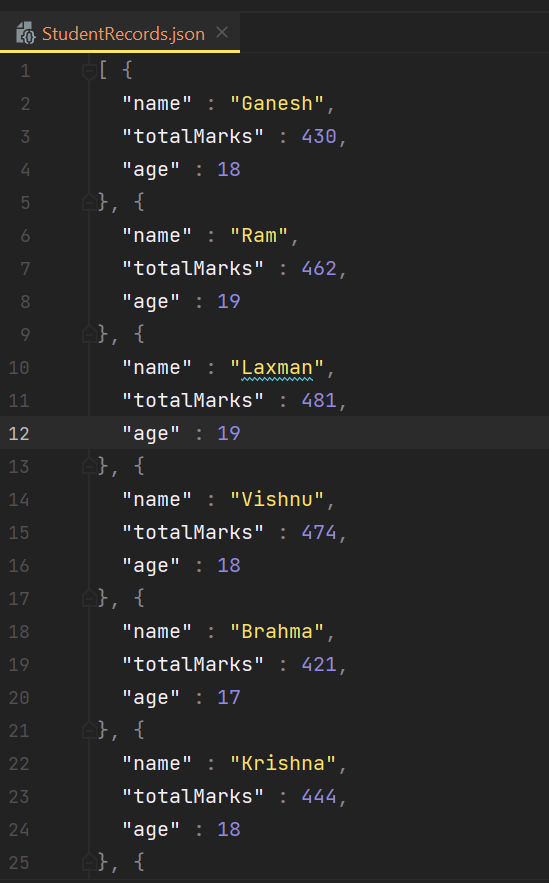 StudentRecords.json
1 [ {
2 "name" : "Ganesh",
3 "totalMarks" : 430,
4 "age" : 18
5 }, {
6 "name" : "Ram",
7 "totalMarks" : 462,
8 "age" : 19
9 }, {
10 "name" : "Laxman",
11 "totalMarks" : 481,
12 "age" : 19
13 }, {
14 "name" : "Vishnu",
15 "totalMarks" : 474,
16 "age" : 18
17 }, {
18 "name" : "Brahma",
19 "totalMarks" : 421,
20 "age" : 17
21 }, {
22 "name" : "Krishna",
23 "totalMarks" : 444,
24 "age" : 18
25 }, {